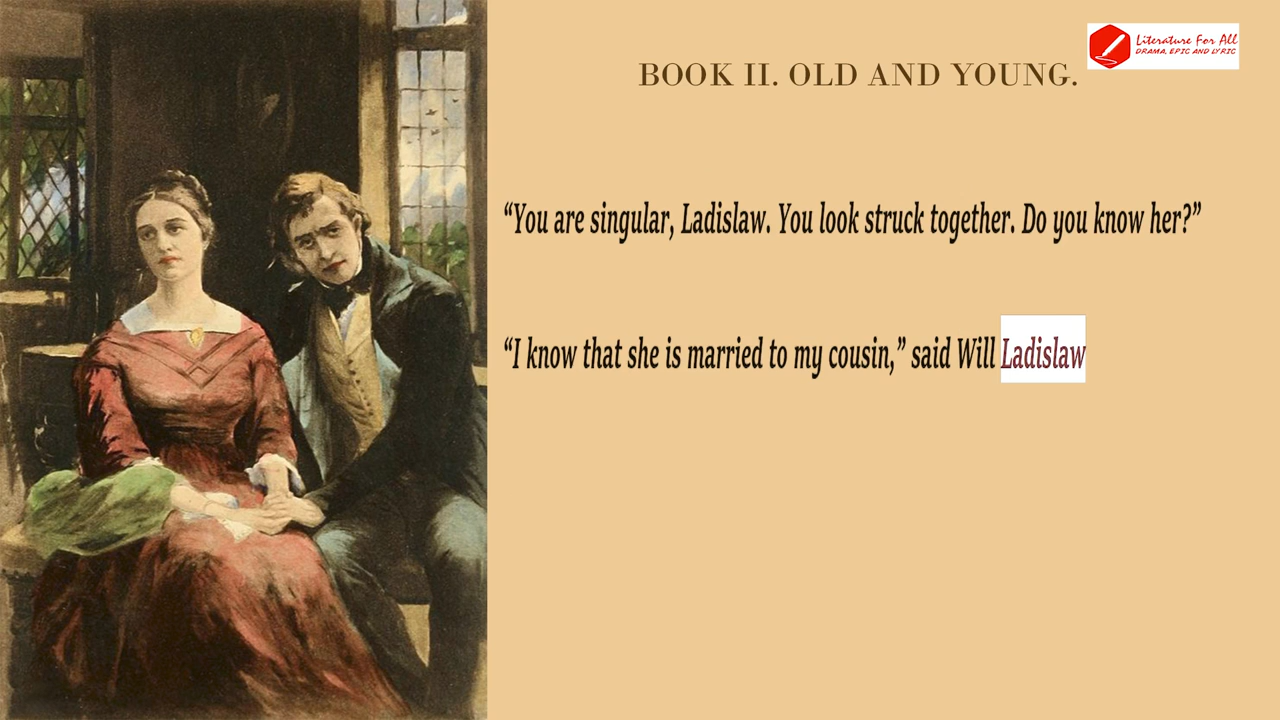 Literature For All
DRAMA, EPIC AND LYRIC
BOOK II. OLD AND YOUNG.
“You are singular, Ladislaw. You look struck together. Do you know her?”
“I know that she is married to my cousin,” said Will Ladislaw